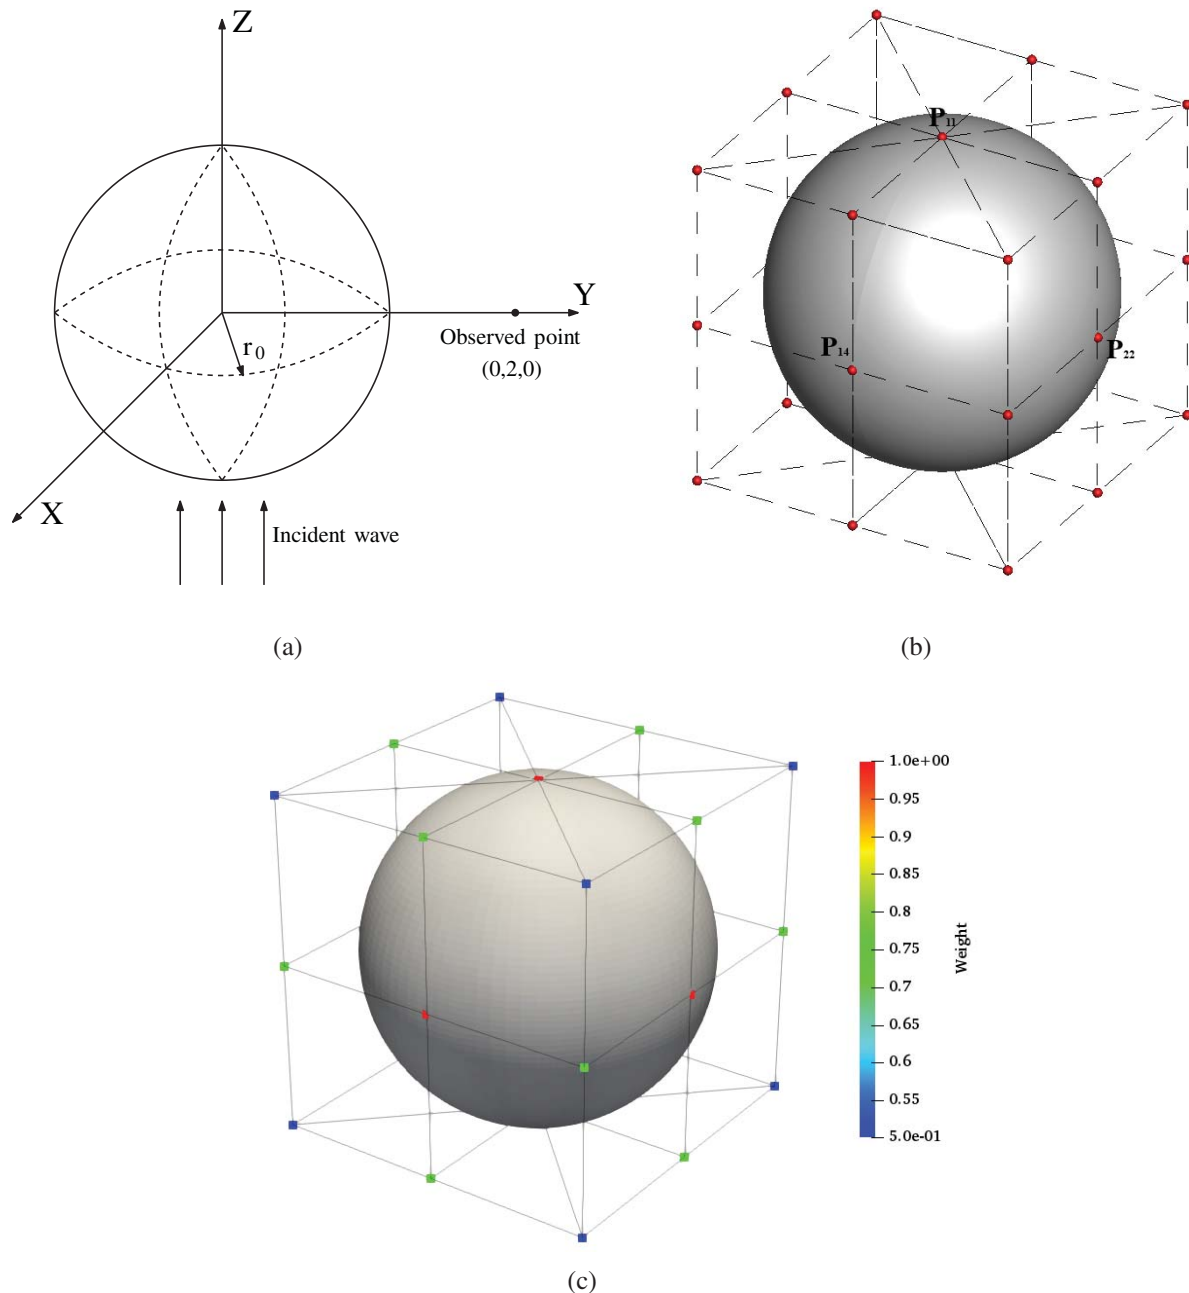 Z
Y
Observed point
(0,2,0)
r0
X
Incident wave
(a)
P11
P14
P22
(b)
1.0e+00
0.95
0.9
0.85
0.8
0.75
0.7
0.65
0.6
0.55
5.0e-01
Weight
(c)